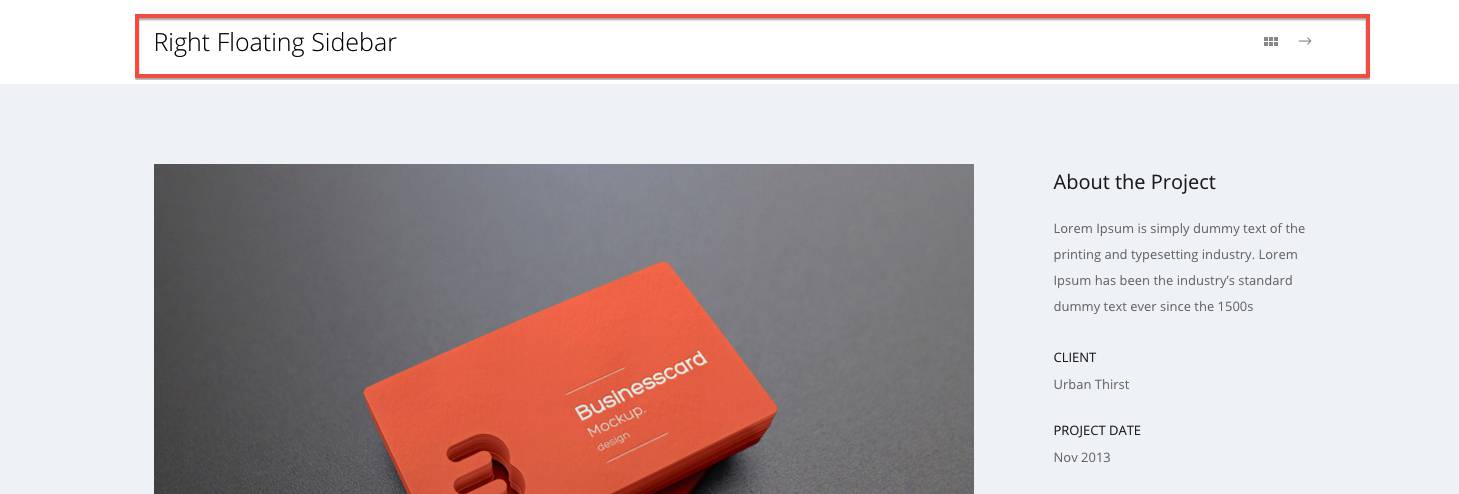 Right Floating Sidebar
About the Project
Lorem Ipsum is simply dummy text of the
printing and typesetting industry. Lorem
Ipsum has been the industry’s standard
dummy text ever since the 1500s
CLIENT
Urban Thirst
PROJECT DATE
Nov 2013
Businesscard
Mockup.
design
3